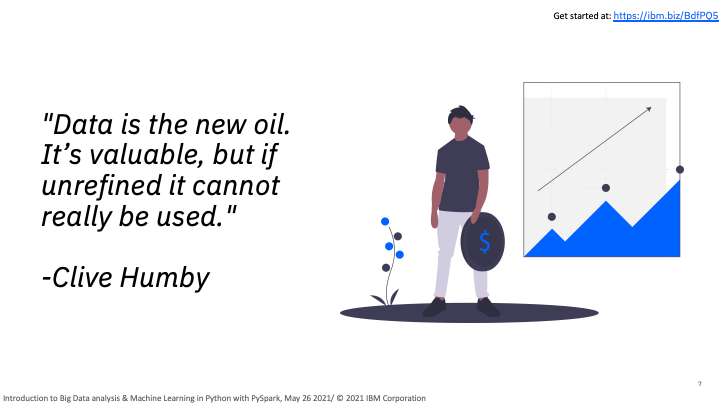 Get started at: https://ibm.biz/BdfPQ5
"Data is the new oil.
It’s valuable, but if
unrefined it cannot
really be used."
-Clive Humby
$
7
Introduction to Big Data analysis & Machine Learning in Python with PySpark, May 26 2021/ © 2021 IBM Corporation